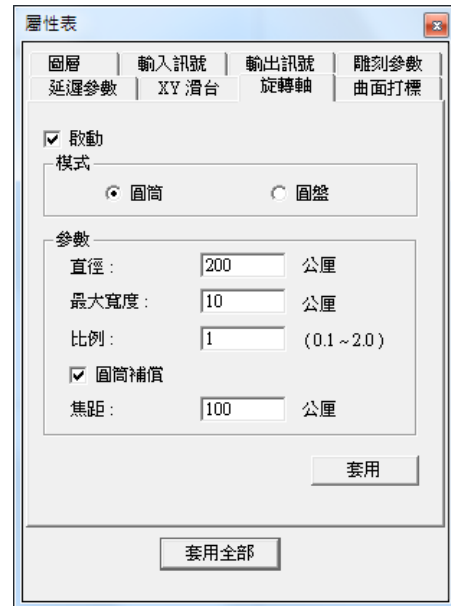 屬性表
圖層 輸入訊號 輸出訊號 雕刻參數
延遲參數 XY 滑台 旋轉軸 曲面打標
啟動
模式
圓筒 圓盤
參數
直徑 : 200 公厘
最大寬度 : 10 公厘
比例 : 1 (0.1 ~ 2.0)
圓筒補償
焦距 : 100 公厘
套用
套用全部